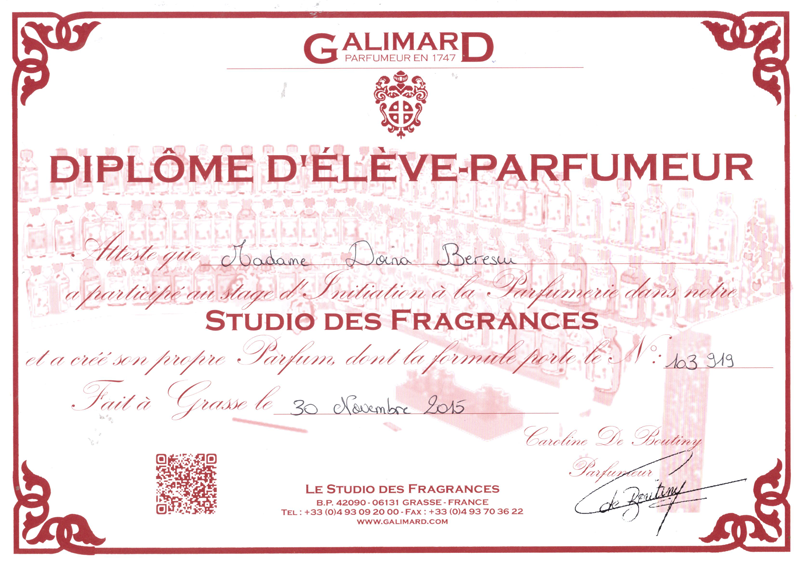 GALIMARD
PARFUMEUR EN 1747
DIPLÔME D'ÉLÈVE-PARFUMEUR
Atteste que Madame Doina Berescu
a participé au stage d'Initiation à la Parfumerie dans notre
STUDIO DES FRAGRANCES
et a créé son propre Parfum, dont la formule porte le N°: 103 919
Fait à Grasse le 30 Novembre 2015
Caroline De Boutiny
Parfumeur
de Boutiny
LE STUDIO DES FRAGRANCES
B.P. 42090 - 06131 GRASSE - FRANCE
TEL : +33 (0)4 93 09 20 00 - FAX : +33 (0)4 93 70 36 22
WWW.GALIMARD.COM